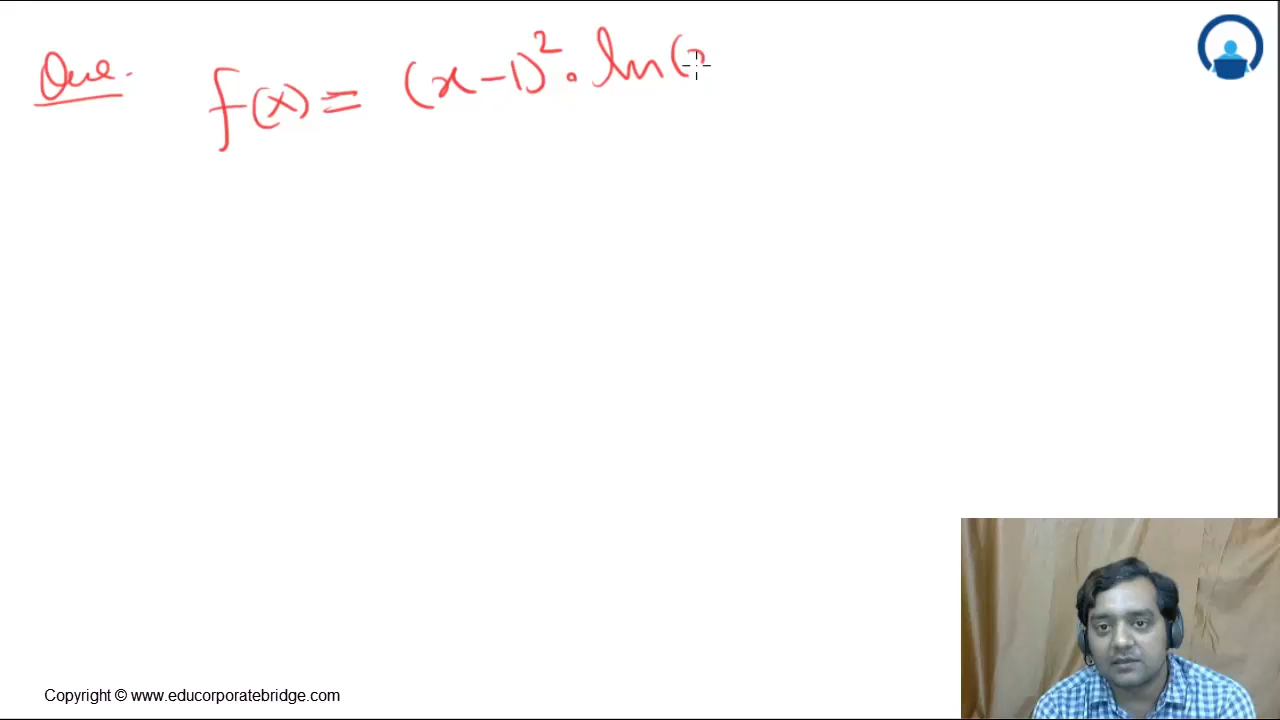 Que.
f(x) = (x-1)² . ln(
Copyright © www.educorporatebridge.com